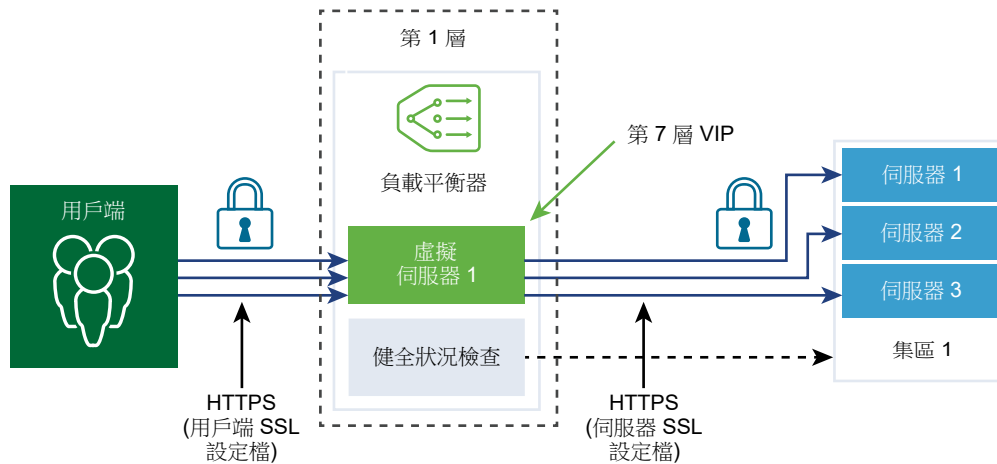 第 1 層
負載平衡器
第 7 層 VIP
用戶端
虛擬
伺服器 1
伺服器 1
伺服器 2
伺服器 3
集區 1
健全狀況檢查
HTTPS
(用戶端 SSL
設定檔)
HTTPS
(伺服器 SSL
設定檔)